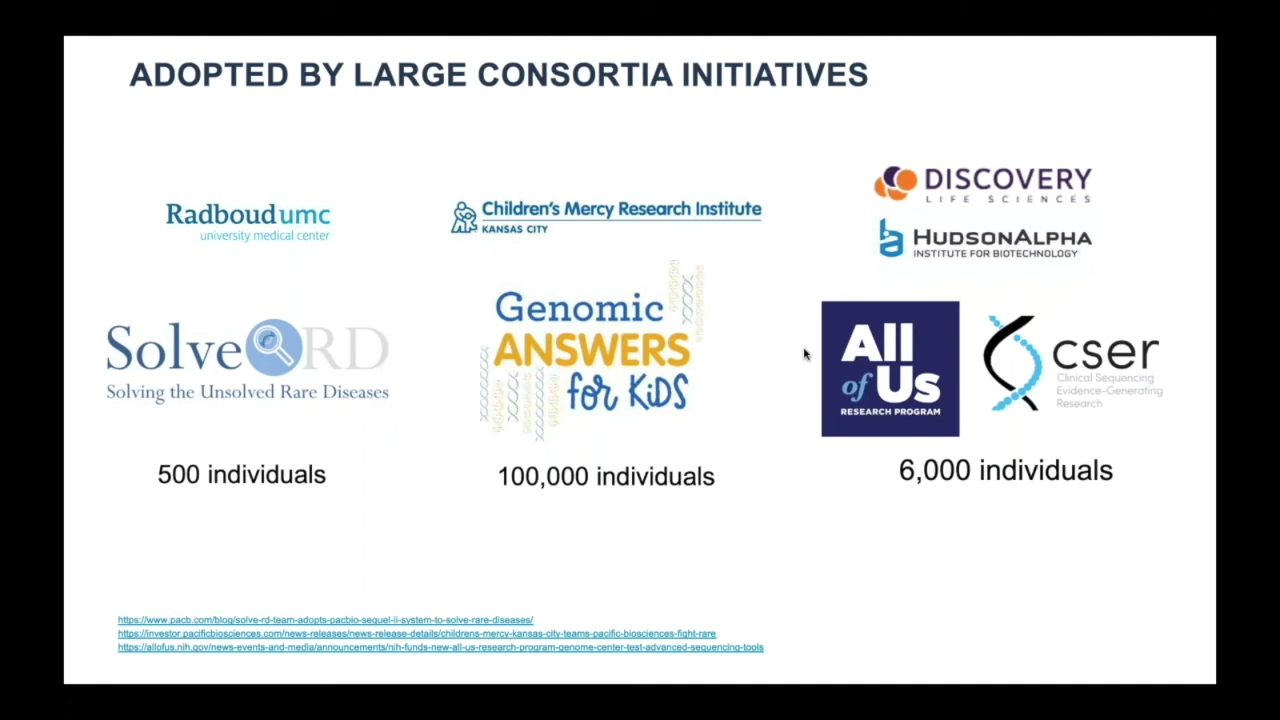 ADOPTED BY LARGE CONSORTIA INITIATIVES
Radboudumc
university medical center
Solve RD
Solving the Unsolved Rare Diseases
500 individuals
Children's Mercy Research Institute
KANSAS CITY
Genomic
ANSWERS
for KiDS
100,000 individuals
DISCOVERY
LIFE SCIENCES
HUDSONALPHA
INSTITUTE FOR BIOTECHNOLOGY
All
of Us
RESEARCH PROGRAM
cser
Clinical Sequencing
Evidence-Generating
Research
6,000 individuals
https://www.pacb.com/blog/solve-rd-team-adopts-pacbio-sequel-ii-system-to-solve-rare-diseases/
https://investor.pacificbiosciences.com/news-releases/news-release-details/childrens-mercy-kansas-city-teams-pacific-biosciences-fight-rare
https://allofus.nih.gov/news-events-and-media/announcements/nih-funds-new-all-us-research-program-genome-center-test-advanced-sequencing-tools